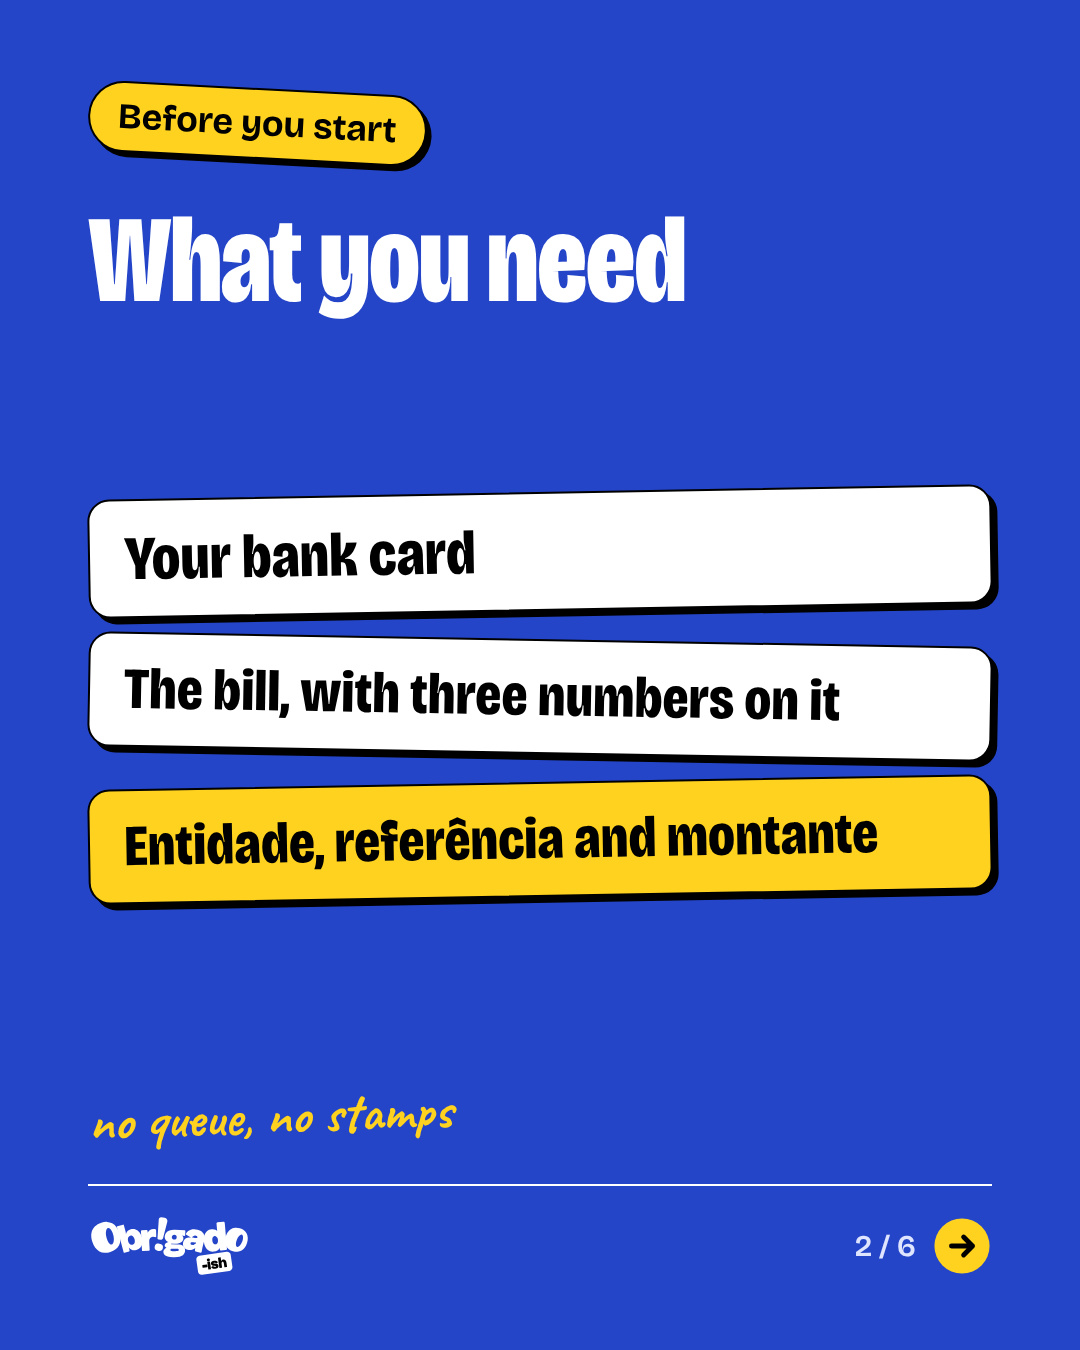 Before you start
What you need
Your bank card
The bill, with three numbers on it
Entidade, referência and montante
no queue, no stamps
Obr!gado
-ish
2 / 6